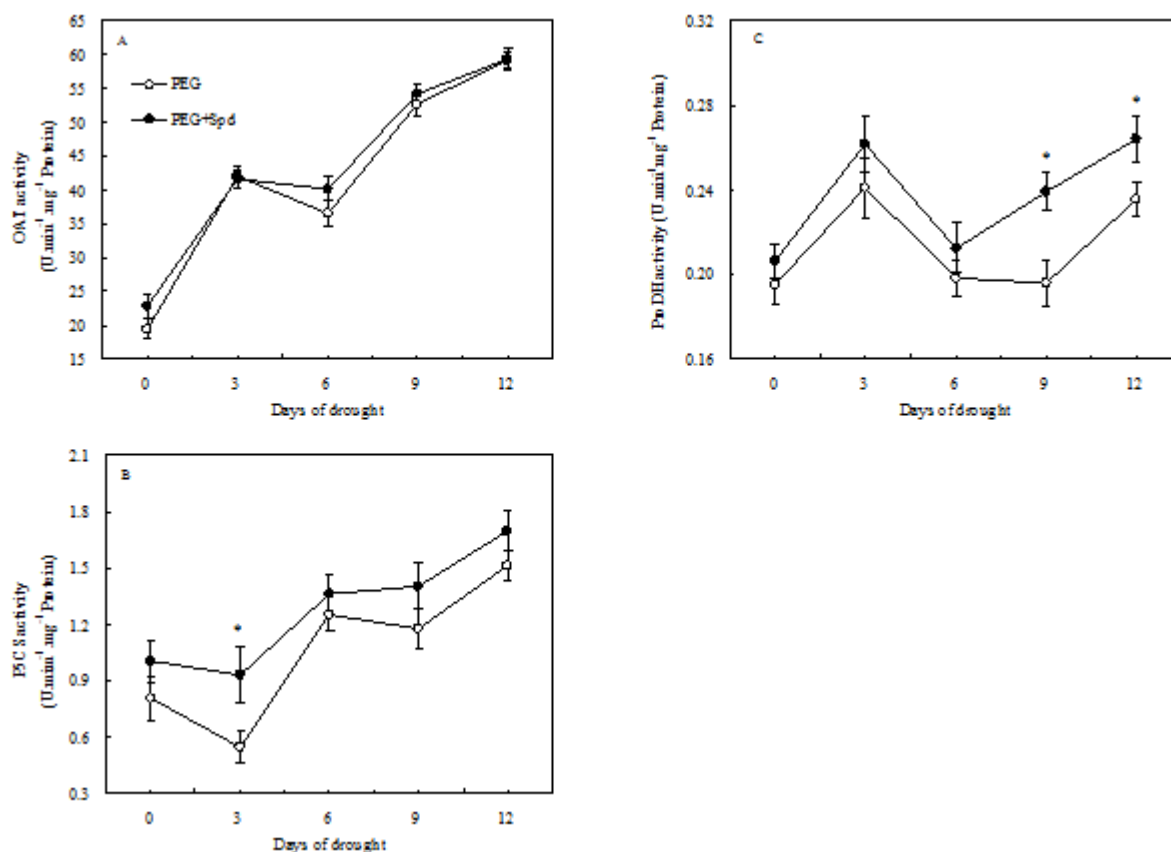 A
PEG
PEG+Spd
OAT activity
(U.min⁻¹.mg⁻¹ Protein)
65
60
55
50
45
40
35
30
25
20
15
0 3 6 9 12
Days of drought
C
* *
Pro DH activity (U.min⁻¹mg⁻¹ Protein)
0.32
0.28
0.24
0.20
0.16
0 3 6 9 12
Days of drought
B
*
P5C S activity
(U.min⁻¹.mg⁻¹ Protein)
2.1
1.8
1.5
1.2
0.9
0.6
0.3
0 3 6 9 12
Days of drought